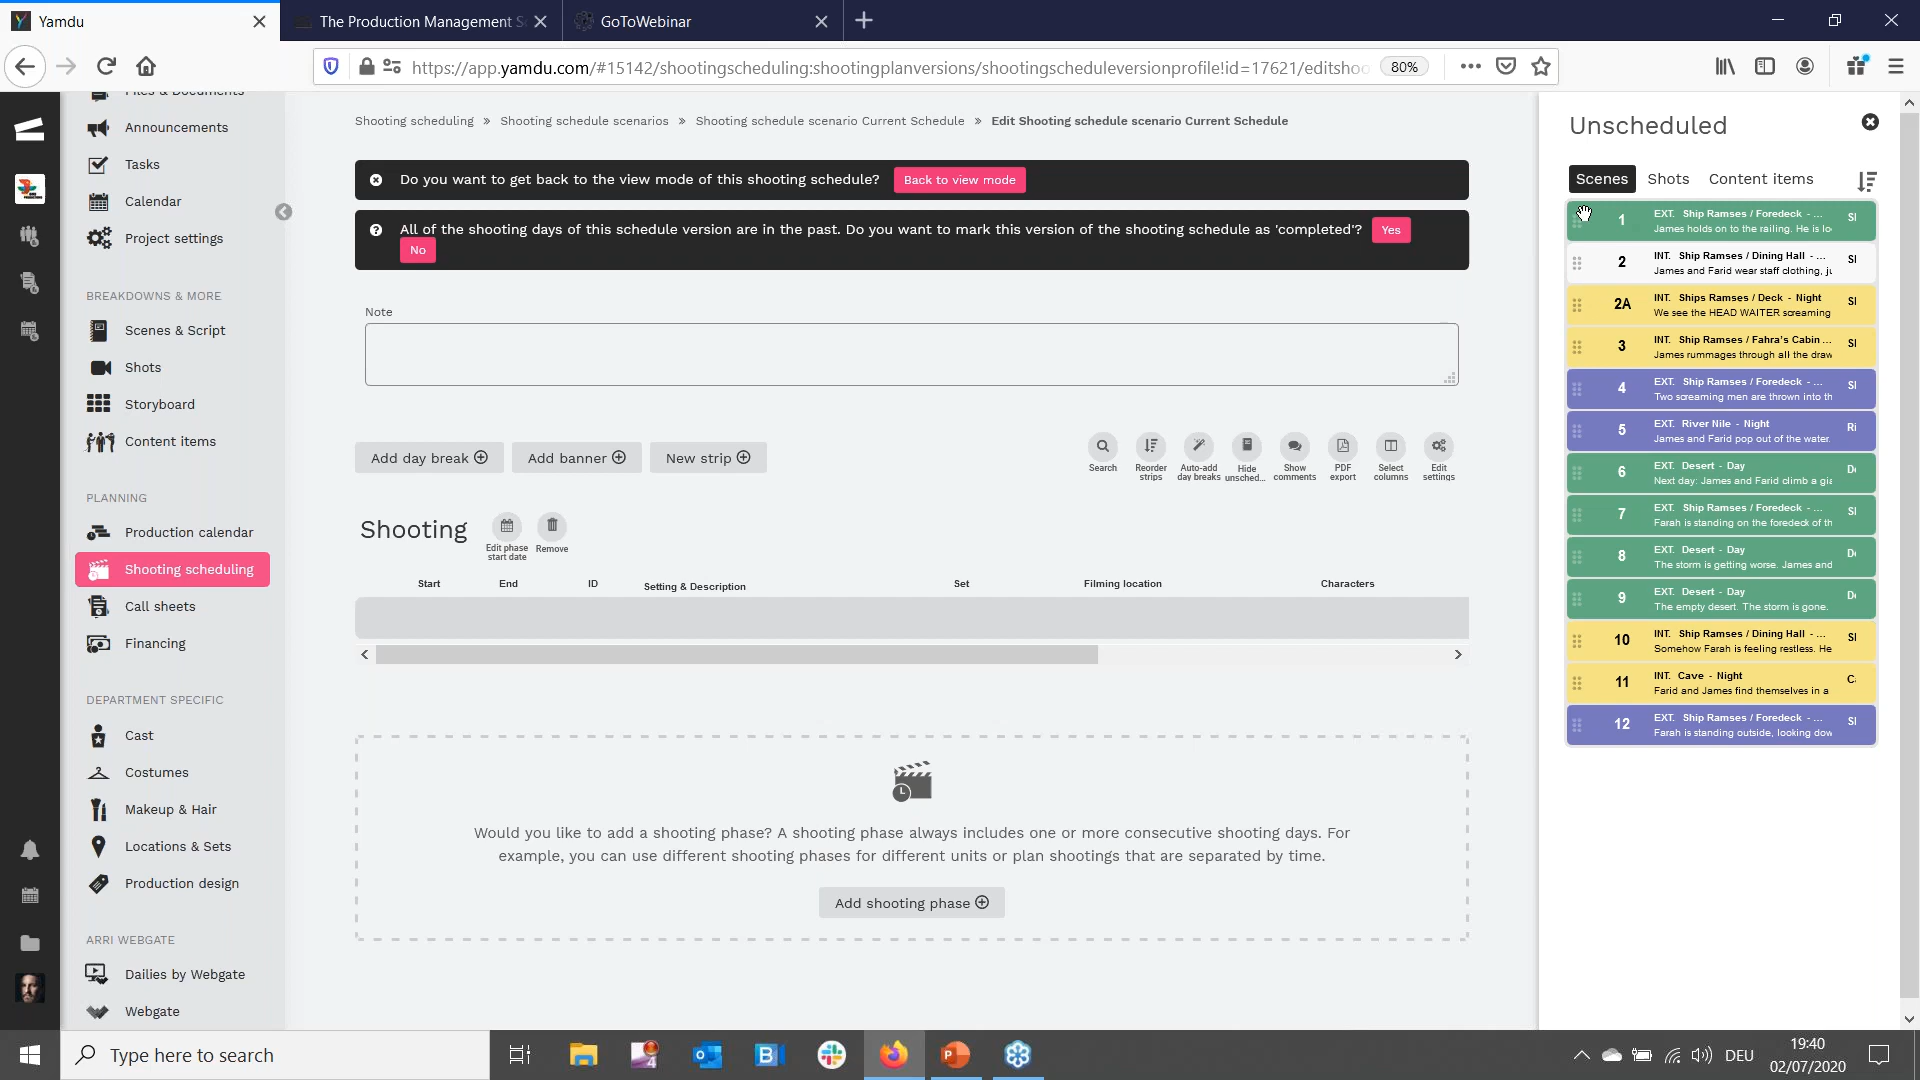 Yamdu
The Production Management S
GoToWebinar
https://app.yamdu.com/#15142/shootingscheduling:shootingplanversions/shootingscheduleversionprofile!id=17621/editshoo
80%
Files & Documents
Announcements
Tasks
Calendar
Project settings
BREAKDOWNS & MORE
Scenes & Script
Shots
Storyboard
Content items
PLANNING
Production calendar
Shooting scheduling
Call sheets
Financing
DEPARTMENT SPECIFIC
Cast
Costumes
Makeup & Hair
Locations & Sets
Production design
ARRI WEBGATE
Dailies by Webgate
Webgate
Shooting scheduling » Shooting schedule scenarios » Shooting schedule scenario Current Schedule » Edit Shooting schedule scenario Current Schedule
Do you want to get back to the view mode of this shooting schedule? Back to view mode
All of the shooting days of this schedule version are in the past. Do you want to mark this version of the shooting schedule as 'completed'? Yes
No
Note
Add day break
Add banner
New strip
Search
Reorder strips
Auto-add day breaks
Hide unsched...
Show comments
PDF export
Select columns
Edit settings
Shooting
Edit phase start date
Remove
Start End ID Setting & Description Set Filming location Characters
Would you like to add a shooting phase? A shooting phase always includes one or more consecutive shooting days. For
example, you can use different shooting phases for different units or plan shootings that are separated by time.
Add shooting phase
Unscheduled
Scenes Shots Content items
1 EXT. Ship Ramses / Foredeck - ... SI
James holds on to the railing. He is lo
2 INT. Ship Ramses / Dining Hall - ... SI
James and Farid wear staff clothing, ju
2A INT. Ships Ramses / Deck - Night SI
We see the HEAD WAITER screaming
3 INT. Ship Ramses / Fahra's Cabin ... SI
James rummages through all the draw
4 EXT. Ship Ramses / Foredeck - ... SI
Two screaming men are thrown into th
5 EXT. River Nile - Night Ri
James and Farid pop out of the water.
6 EXT. Desert - Day De
Next day: James and Farid climb a gia
7 EXT. Ship Ramses / Foredeck - ... SI
Farah is standing on the foredeck of th
8 EXT. Desert - Day De
The storm is getting worse. James and
9 EXT. Desert - Day De
The empty desert. The storm is gone.
10 INT. Ship Ramses / Dining Hall - ... SI
Somehow Farah is feeling restless. He
11 INT. Cave - Night Ca
Farid and James find themselves in a
12 EXT. Ship Ramses / Foredeck - ... SI
Farah is standing outside, looking dow
Type here to search
DEU
19:40
02/07/2020